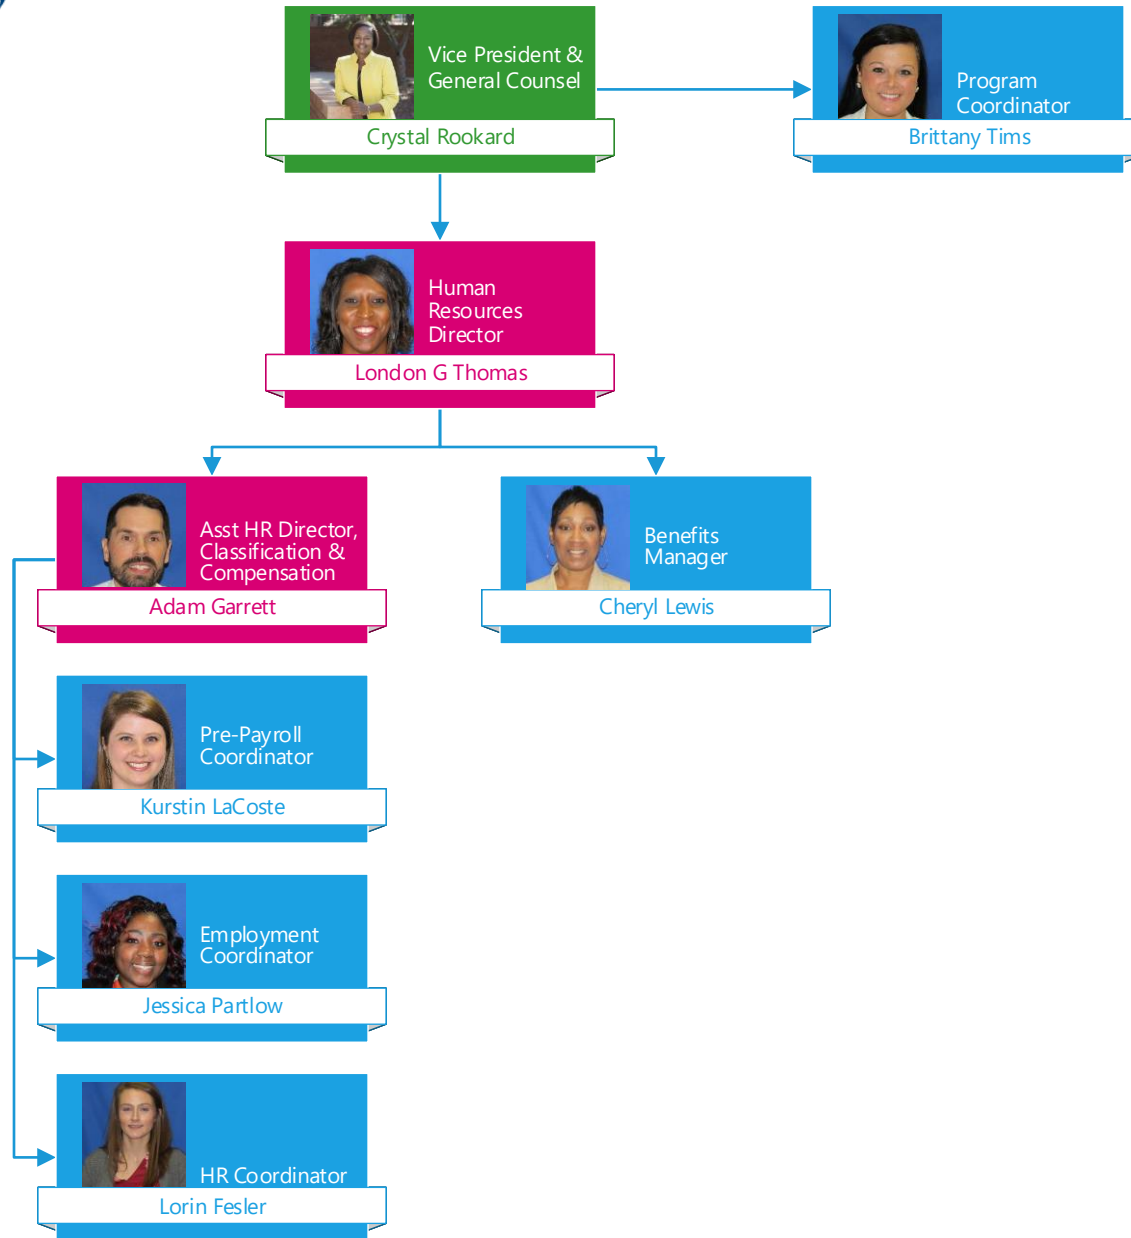 Vice President &
General Counsel
Crystal Rookard
Program
Coordinator
Brittany Tims
Human
Resources
Director
London G Thomas
Asst HR Director,
Classification &
Compensation
Adam Garrett
Benefits
Manager
Cheryl Lewis
Pre-Payroll
Coordinator
Kurstin LaCoste
Employment
Coordinator
Jessica Partlow
HR Coordinator
Lorin Fesler